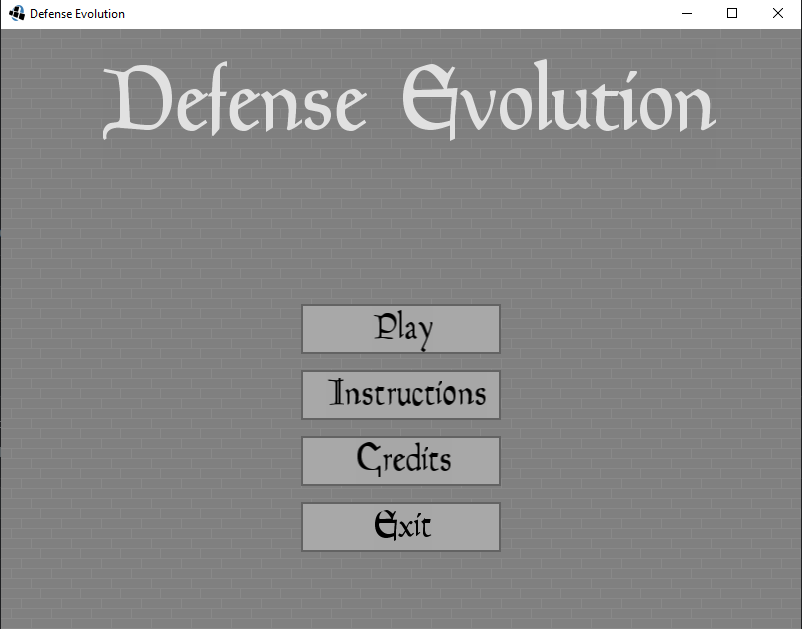 Defense Evolution
Defense Evolution
Play
Instructions
Credits
Exit